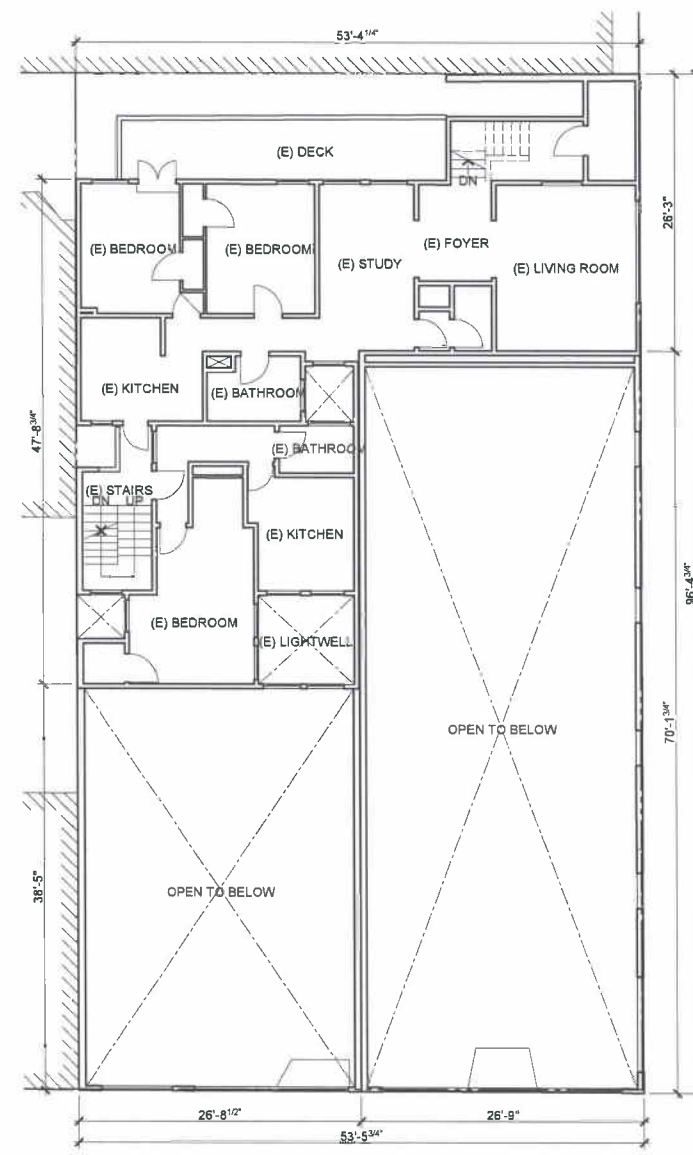 53'-4 1/4"
(E) DECK
DN
26'-3"
(E) BEDROOM
(E) BEDROOM
(E) FOYER
(E) STUDY
(E) LIVING ROOM
(E) KITCHEN
(E) BATHROOM
47'-8 3/4"
(E) BATHROOM
(E) STAIRS
DN UP
(E) KITCHEN
96'-4 3/4"
(E) BEDROOM
(E) LIGHTWELL
70'-1 3/4"
OPEN TO BELOW
38'-5"
OPEN TO BELOW
26'-8 1/2"
26'-9"
53'-5 3/4"